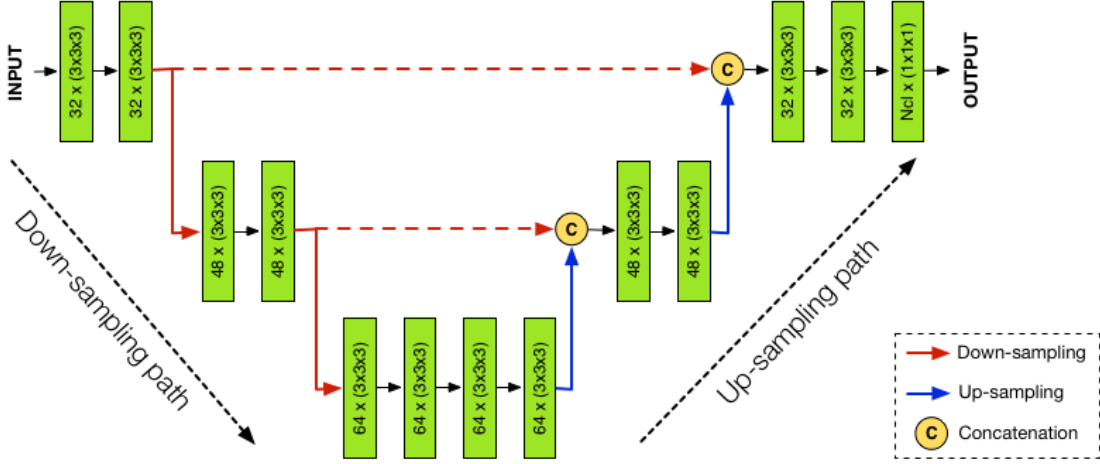 INPUT
32 x (3x3x3)
32 x (3x3x3)
C
32 x (3x3x3)
32 x (3x3x3)
Ncl x (1x1x1)
OUTPUT
48 x (3x3x3)
48 x (3x3x3)
C
48 x (3x3x3)
48 x (3x3x3)
64 x (3x3x3)
64 x (3x3x3)
64 x (3x3x3)
64 x (3x3x3)
Down-sampling path
Up-sampling path
Down-sampling
Up-sampling
C Concatenation